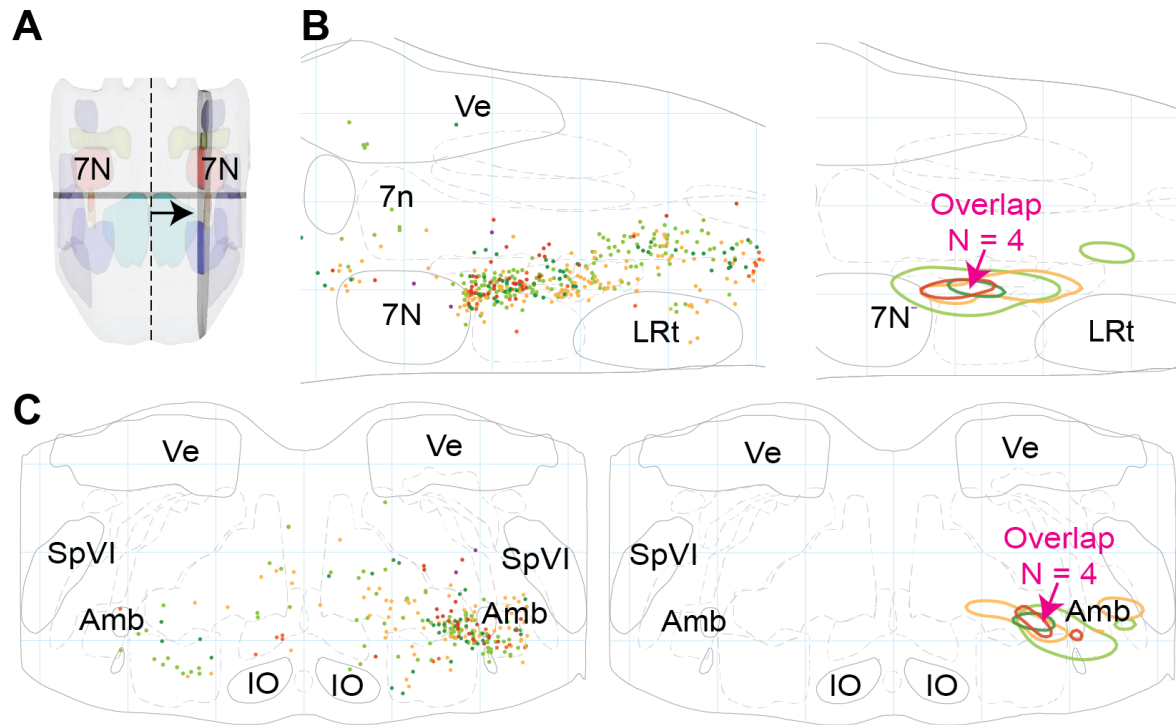 A
7N
7N
B
Ve
7n
7N
LRt
Overlap
N = 4
7N
LRt
C
Ve
Ve
SpVI
SpVI
Amb
Amb
IO
IO
Ve
Ve
SpVI
Overlap
N = 4
Amb
Amb
IO
IO